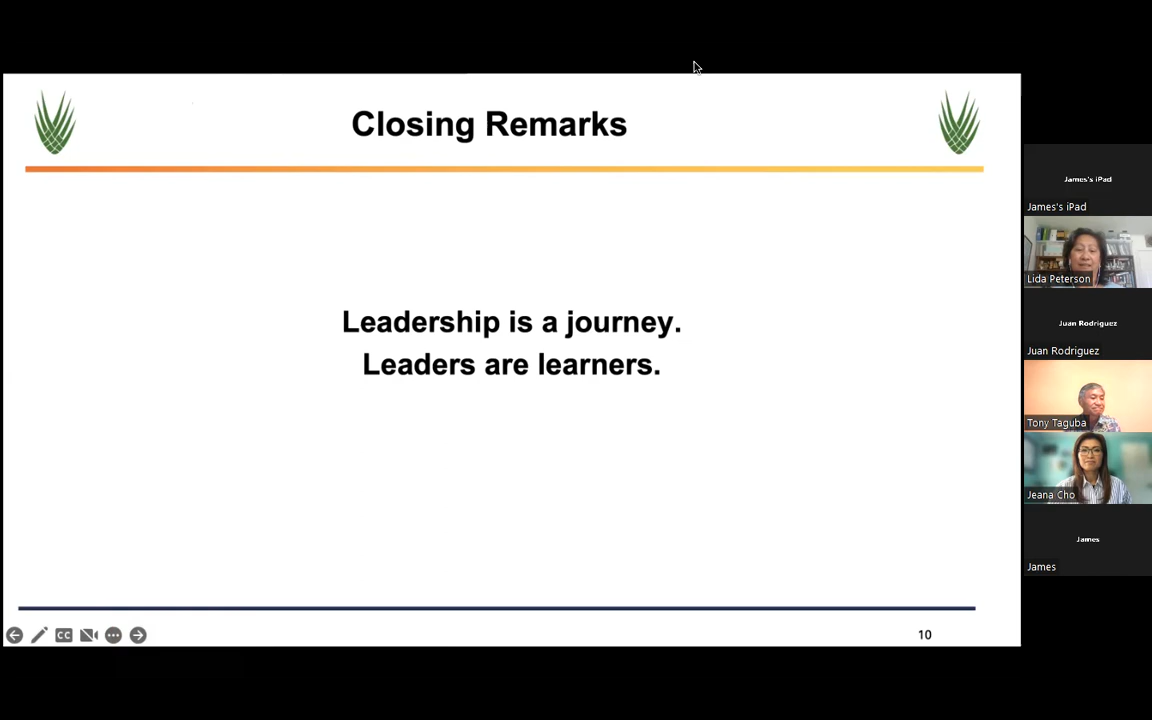 Closing Remarks
Leadership is a journey.
Leaders are learners.
CC
10
James's iPad
James's iPad
Lida Peterson
Juan Rodriguez
Juan Rodriguez
Tony Taguba
Jeana Cho
James
James